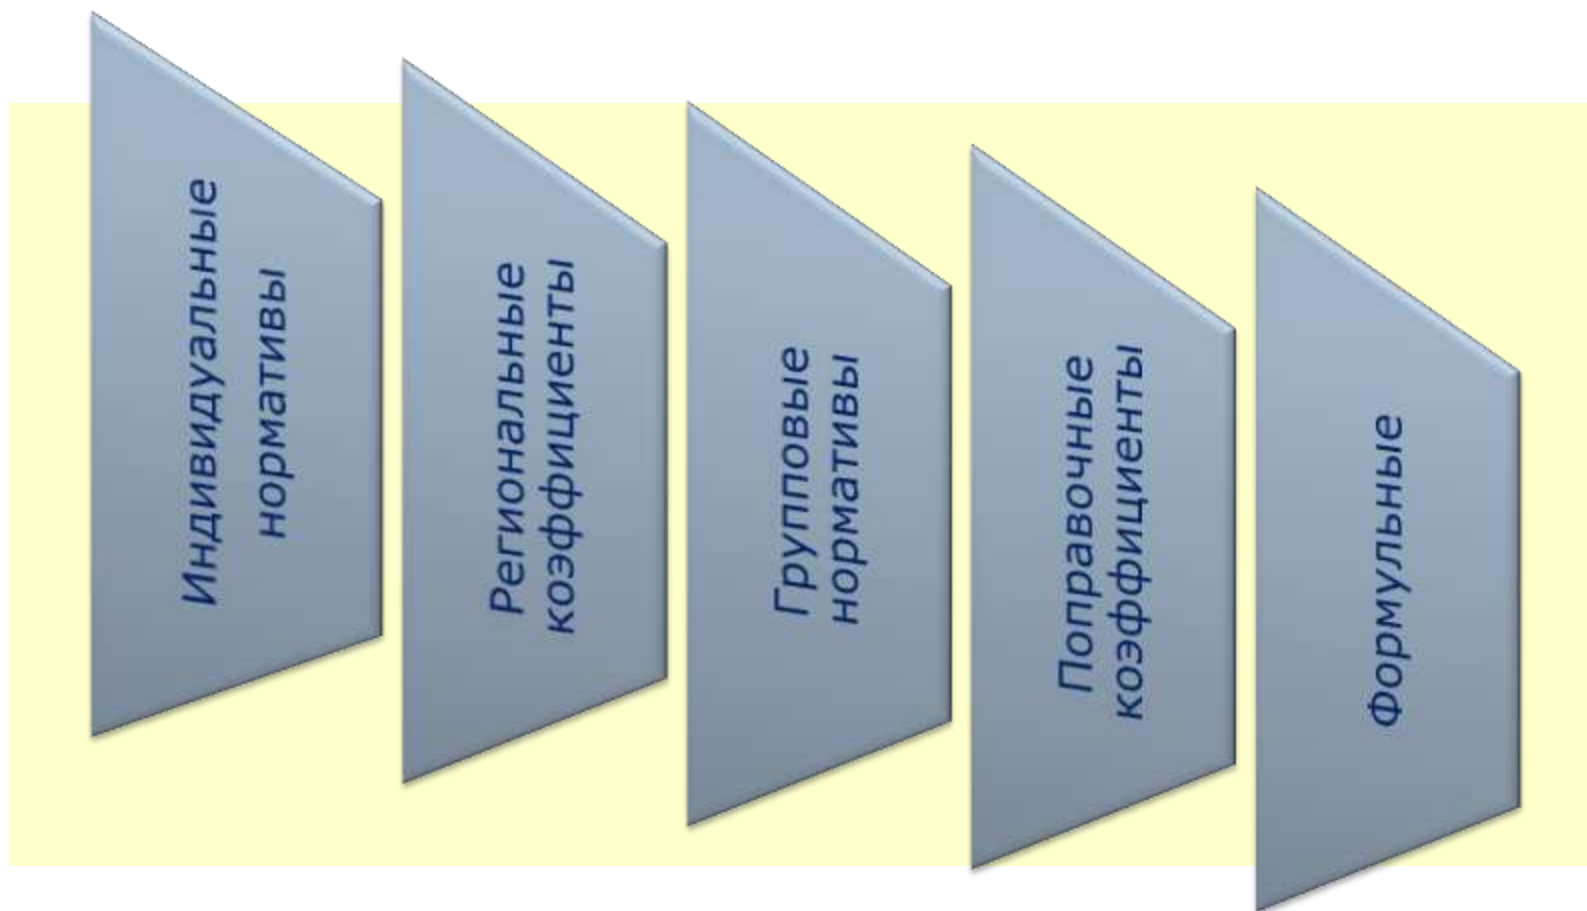 Индивидуальные
нормативы
Региональные
коэффициенты
Групповые
нормативы
Поправочные
коэффициенты
Формульные